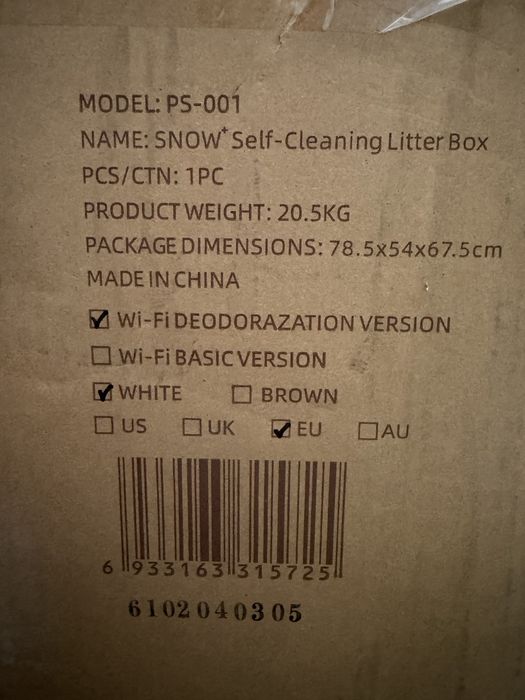 MODEL: PS-001
NAME: SNOW⁺ Self-Cleaning Litter Box
PCS/CTN: 1PC
PRODUCT WEIGHT: 20.5KG
PACKAGE DIMENSIONS: 78.5x54x67.5cm
MADE IN CHINA
☑ Wi-Fi DEODORAZATION VERSION
☐ Wi-Fi BASIC VERSION
☑ WHITE ☐ BROWN
☐ US ☐ UK ☑ EU ☐ AU
6 933163 315725
6102040305